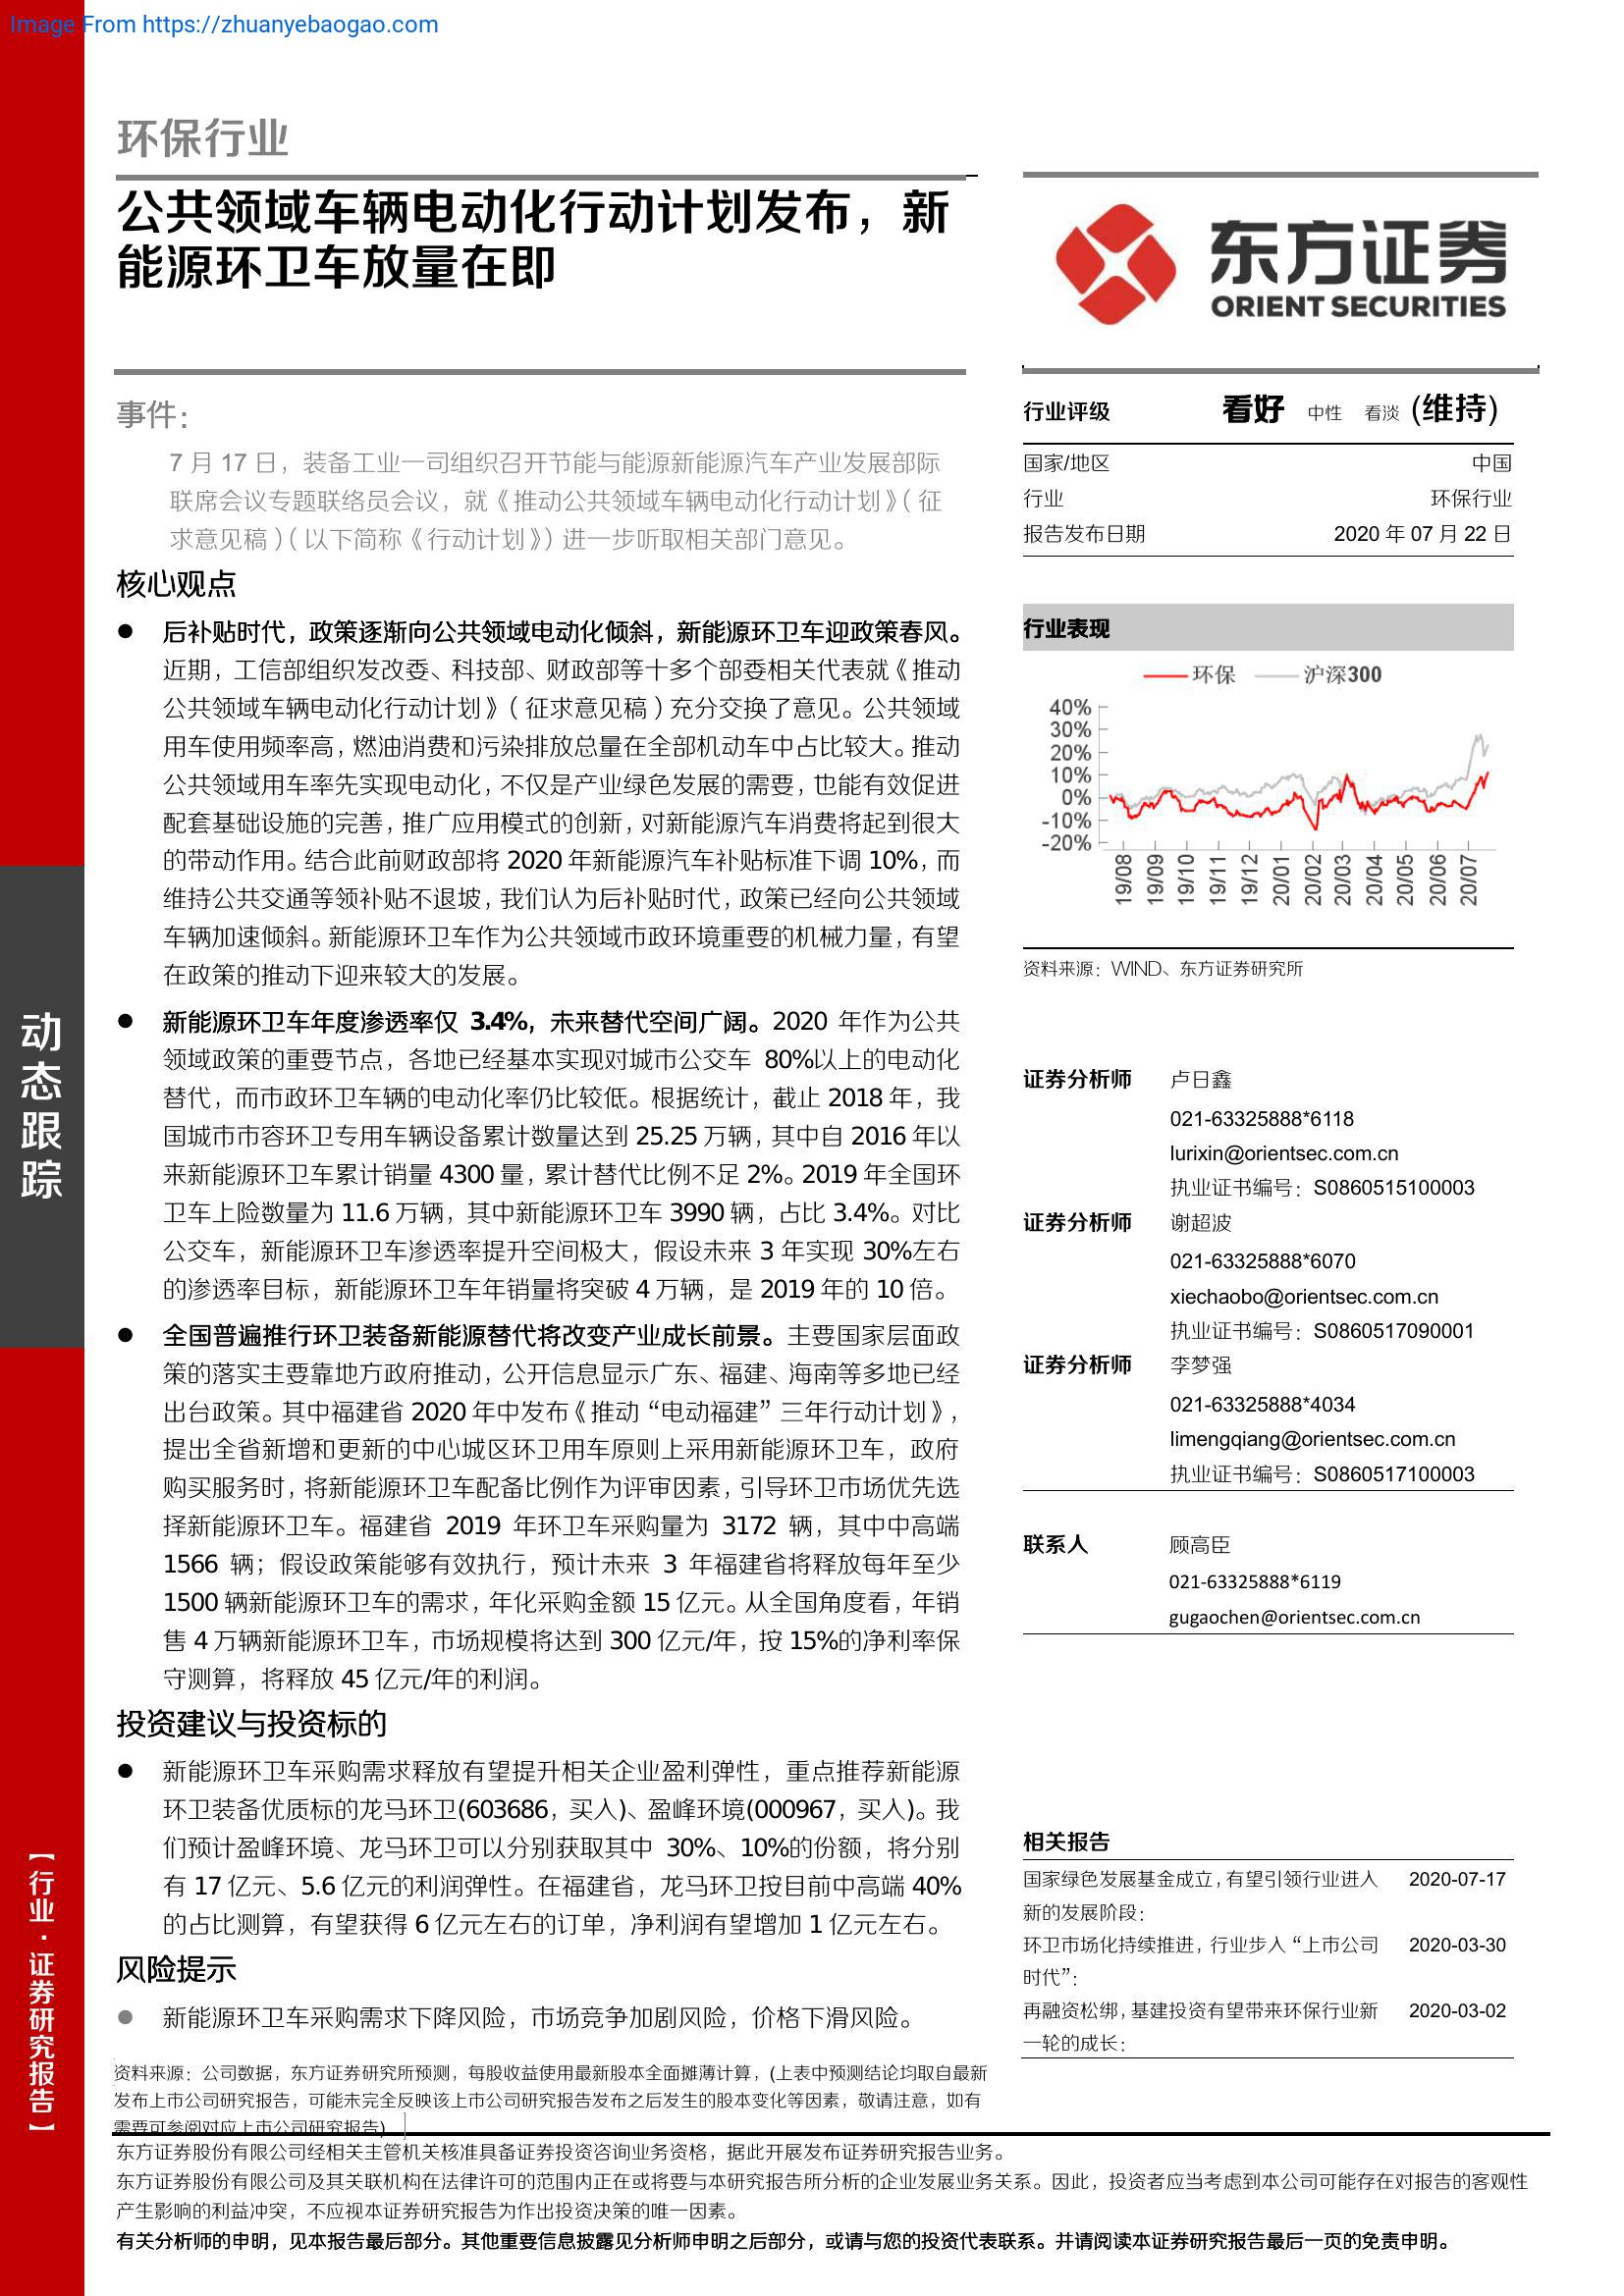 Image From https://zhuanyebaogao.com
环保行业
公共领域车辆电动化行动计划发布，新
能源环卫车放量在即
事件：
7 月 17 日，装备工业一司组织召开节能与能源新能源汽车产业发展部际
联席会议专题联络员会议，就《推动公共领域车辆电动化行动计划》（征
求意见稿）（以下简称《行动计划》）进一步听取相关部门意见。
核心观点
● 后补贴时代，政策逐渐向公共领域电动化倾斜，新能源环卫车迎政策春风。
近期，工信部组织发改委、科技部、财政部等十多个部委相关代表就《推动
公共领域车辆电动化行动计划》（征求意见稿）充分交换了意见。公共领域
用车使用频率高，燃油消费和污染排放总量在全部机动车中占比较大。推动
公共领域用车率先实现电动化，不仅是产业绿色发展的需要，也能有效促进
配套基础设施的完善，推广应用模式的创新，对新能源汽车消费将起到很大
的带动作用。结合此前财政部将 2020 年新能源汽车补贴标准下调 10%，而
维持公共交通等领补贴不退坡，我们认为后补贴时代，政策已经向公共领域
车辆加速倾斜。新能源环卫车作为公共领域市政环境重要的机械力量，有望
在政策的推动下迎来较大的发展。
● 新能源环卫车年度渗透率仅 3.4%，未来替代空间广阔。2020 年作为公共
领域政策的重要节点，各地已经基本实现对城市公交车 80%以上的电动化
替代，而市政环卫车辆的电动化率仍比较低。根据统计，截止 2018 年，我
国城市市容环卫专用车辆设备累计数量达到 25.25 万辆，其中自 2016 年以
来新能源环卫车累计销量 4300 量，累计替代比例不足 2%。2019 年全国环
卫车上险数量为 11.6 万辆，其中新能源环卫车 3990 辆，占比 3.4%。对比
公交车，新能源环卫车渗透率提升空间极大，假设未来 3 年实现 30%左右
的渗透率目标，新能源环卫车年销量将突破 4 万辆，是 2019 年的 10 倍。
● 全国普遍推行环卫装备新能源替代将改变产业成长前景。主要国家层面政
策的落实主要靠地方政府推动，公开信息显示广东、福建、海南等多地已经
出台政策。其中福建省 2020 年中发布《推动“电动福建”三年行动计划》，
提出全省新增和更新的中心城区环卫用车原则上采用新能源环卫车，政府
购买服务时，将新能源环卫车配备比例作为评审因素，引导环卫市场优先选
择新能源环卫车。福建省 2019 年环卫车采购量为 3172 辆，其中中高端
1566 辆；假设政策能够有效执行，预计未来 3 年福建省将释放每年至少
1500 辆新能源环卫车的需求，年化采购金额 15 亿元。从全国角度看，年销
售 4 万辆新能源环卫车，市场规模将达到 300 亿元/年，按 15%的净利率保
守测算，将释放 45 亿元/年的利润。
投资建议与投资标的
● 新能源环卫车采购需求释放有望提升相关企业盈利弹性，重点推荐新能源
环卫装备优质标的龙马环卫(603686，买入)、盈峰环境(000967，买入)。我
们预计盈峰环境、龙马环卫可以分别获取其中 30%、10%的份额，将分别
有 17 亿元、5.6 亿元的利润弹性。在福建省，龙马环卫按目前中高端 40%
的占比测算，有望获得 6 亿元左右的订单，净利润有望增加 1 亿元左右。
风险提示
● 新能源环卫车采购需求下降风险，市场竞争加剧风险，价格下滑风险。
资料来源：公司数据，东方证券研究所预测，每股收益使用最新股本全面摊薄计算，(上表中预测结论均取自最新
发布上市公司研究报告，可能未完全反映该上市公司研究报告发布之后发生的股本变化等因素，敬请注意，如有
需要可参阅对应上市公司研究报告)
东方证券
ORIENT SECURITIES
行业评级 看好 中性 看淡 (维持)
国家/地区 中国
行业 环保行业
报告发布日期 2020 年 07 月 22 日
行业表现
环保 沪深300
40%
30%
20%
10%
0%
-10%
-20%
19/08 19/09 19/10 19/11 19/12 20/01 20/02 20/03 20/04 20/05 20/06 20/07
资料来源：WIND、东方证券研究所
证券分析师 卢日鑫
021-63325888*6118
lurixin@orientsec.com.cn
执业证书编号：S0860515100003
证券分析师 谢超波
021-63325888*6070
xiechaobo@orientsec.com.cn
执业证书编号：S0860517090001
证券分析师 李梦强
021-63325888*4034
limengqiang@orientsec.com.cn
执业证书编号：S0860517100003
联系人 顾高臣
021-63325888*6119
gugaochen@orientsec.com.cn
相关报告
国家绿色发展基金成立，有望引领行业进入 2020-07-17
新的发展阶段：
环卫市场化持续推进，行业步入“上市公司 2020-03-30
时代”：
再融资松绑，基建投资有望带来环保行业新 2020-03-02
一轮的成长：
动态跟踪
【行业·证券研究报告】
东方证券股份有限公司经相关主管机关核准具备证券投资咨询业务资格，据此开展发布证券研究报告业务。
东方证券股份有限公司及其关联机构在法律许可的范围内正在或将要与本研究报告所分析的企业发展业务关系。因此，投资者应当考虑到本公司可能存在对报告的客观性
产生影响的利益冲突，不应视本证券研究报告为作出投资决策的唯一因素。
有关分析师的申明，见本报告最后部分。其他重要信息披露见分析师申明之后部分，或请与您的投资代表联系。并请阅读本证券研究报告最后一页的免责申明。